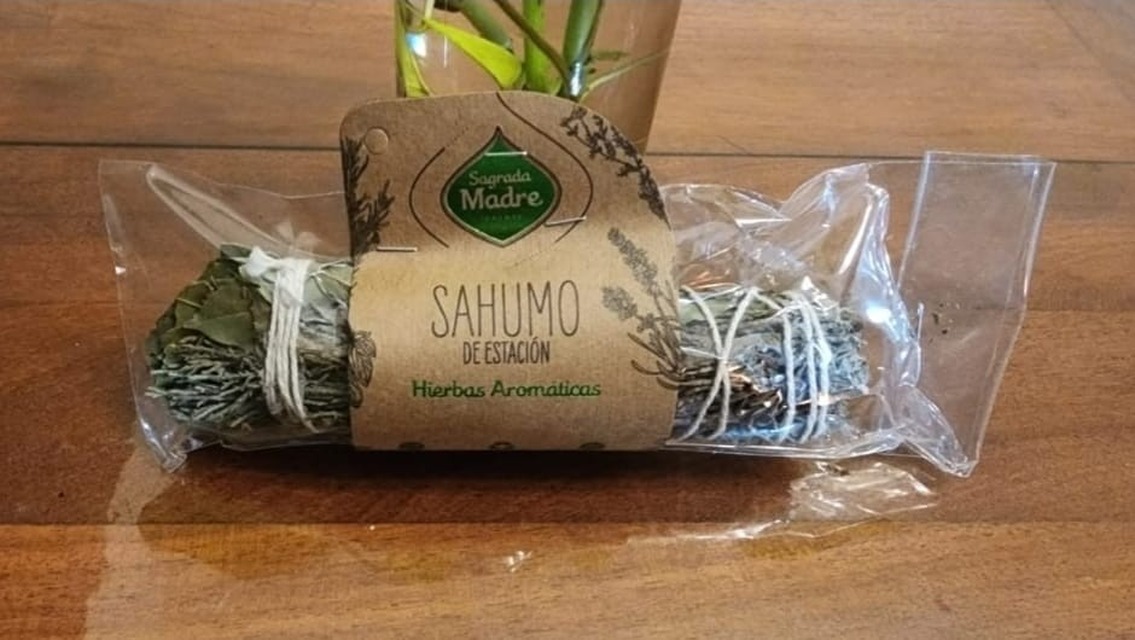 Sagrada
Madre
SAHUMO
DE ESTACIÓN
Hierbas Aromáticas